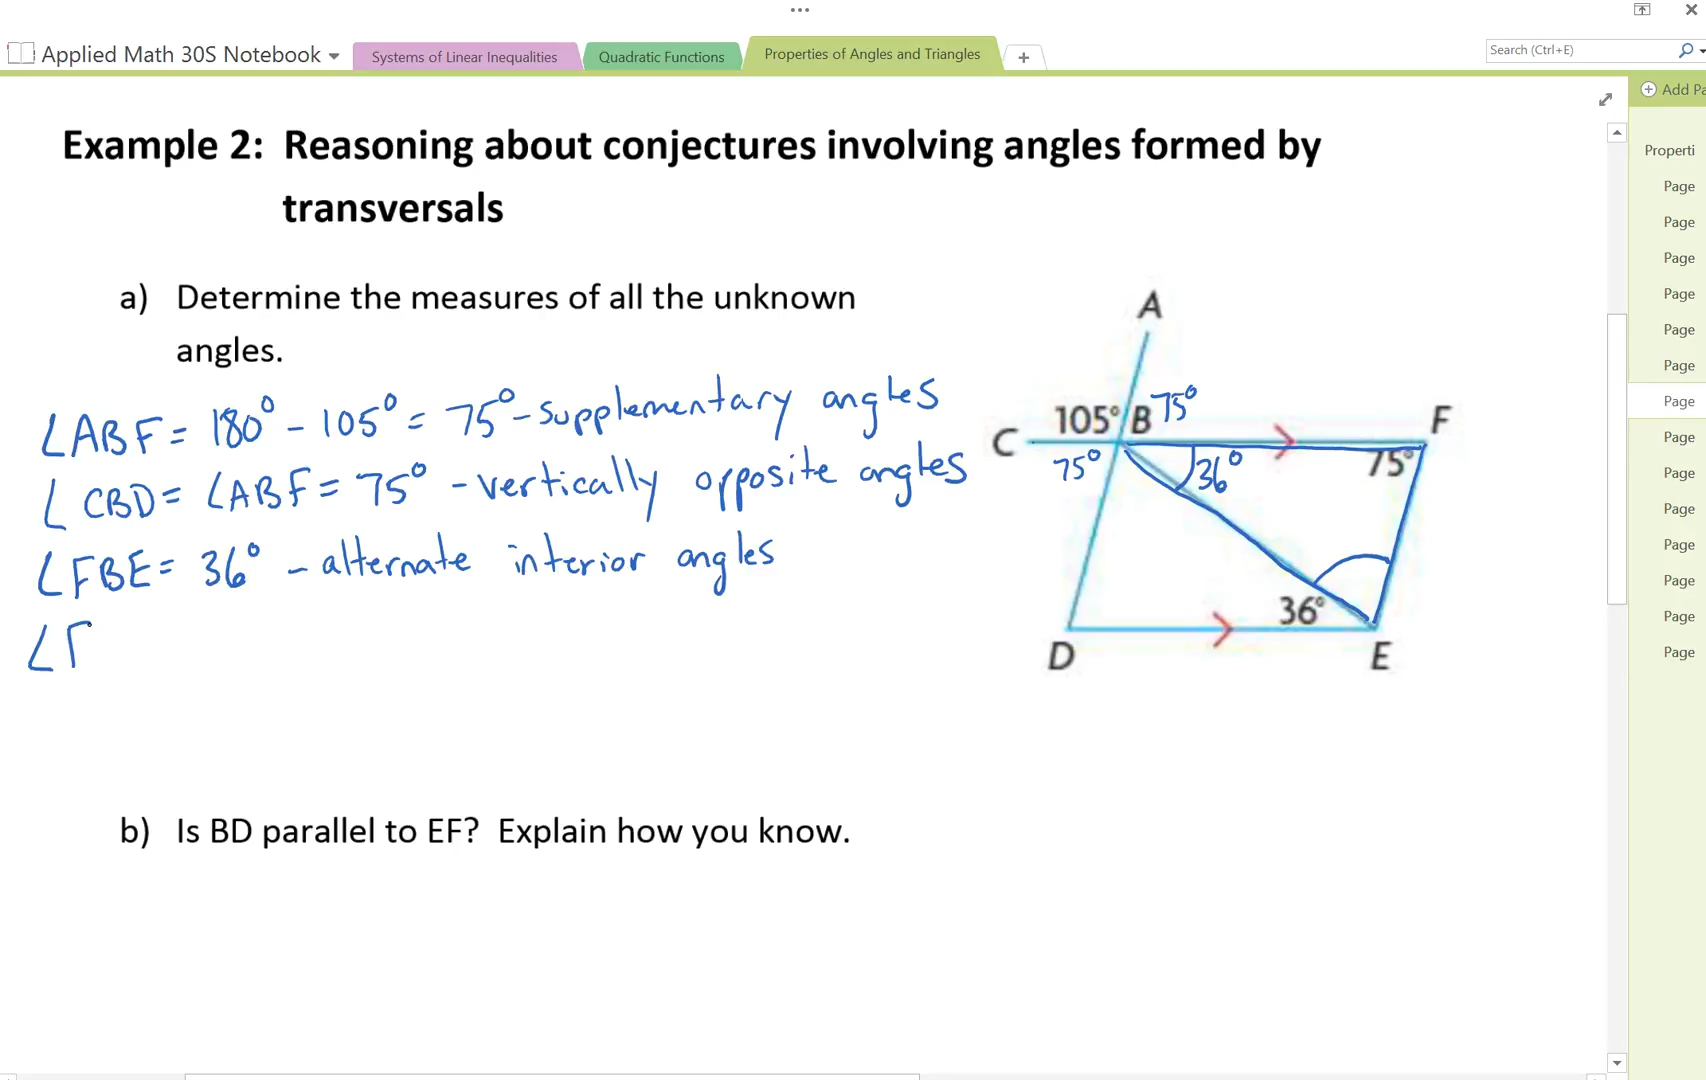 Applied Math 30S Notebook
Systems of Linear Inequalities
Quadratic Functions
Properties of Angles and Triangles
Search (Ctrl+E)
Add Pa
Properti
Page
Page
Page
Page
Page
Page
Page
Page
Page
Page
Page
Page
Page
Page
Example 2: Reasoning about conjectures involving angles formed by
transversals
a) Determine the measures of all the unknown
angles.
∠ABF = 180° - 105° = 75° - supplementary angles
∠CBD = ∠ABF = 75° - vertically opposite angles
∠FBE = 36° - alternate interior angles
∠
A
105° B 75°
F
C
75°
36°
75°
36°
D
E
b) Is BD parallel to EF? Explain how you know.